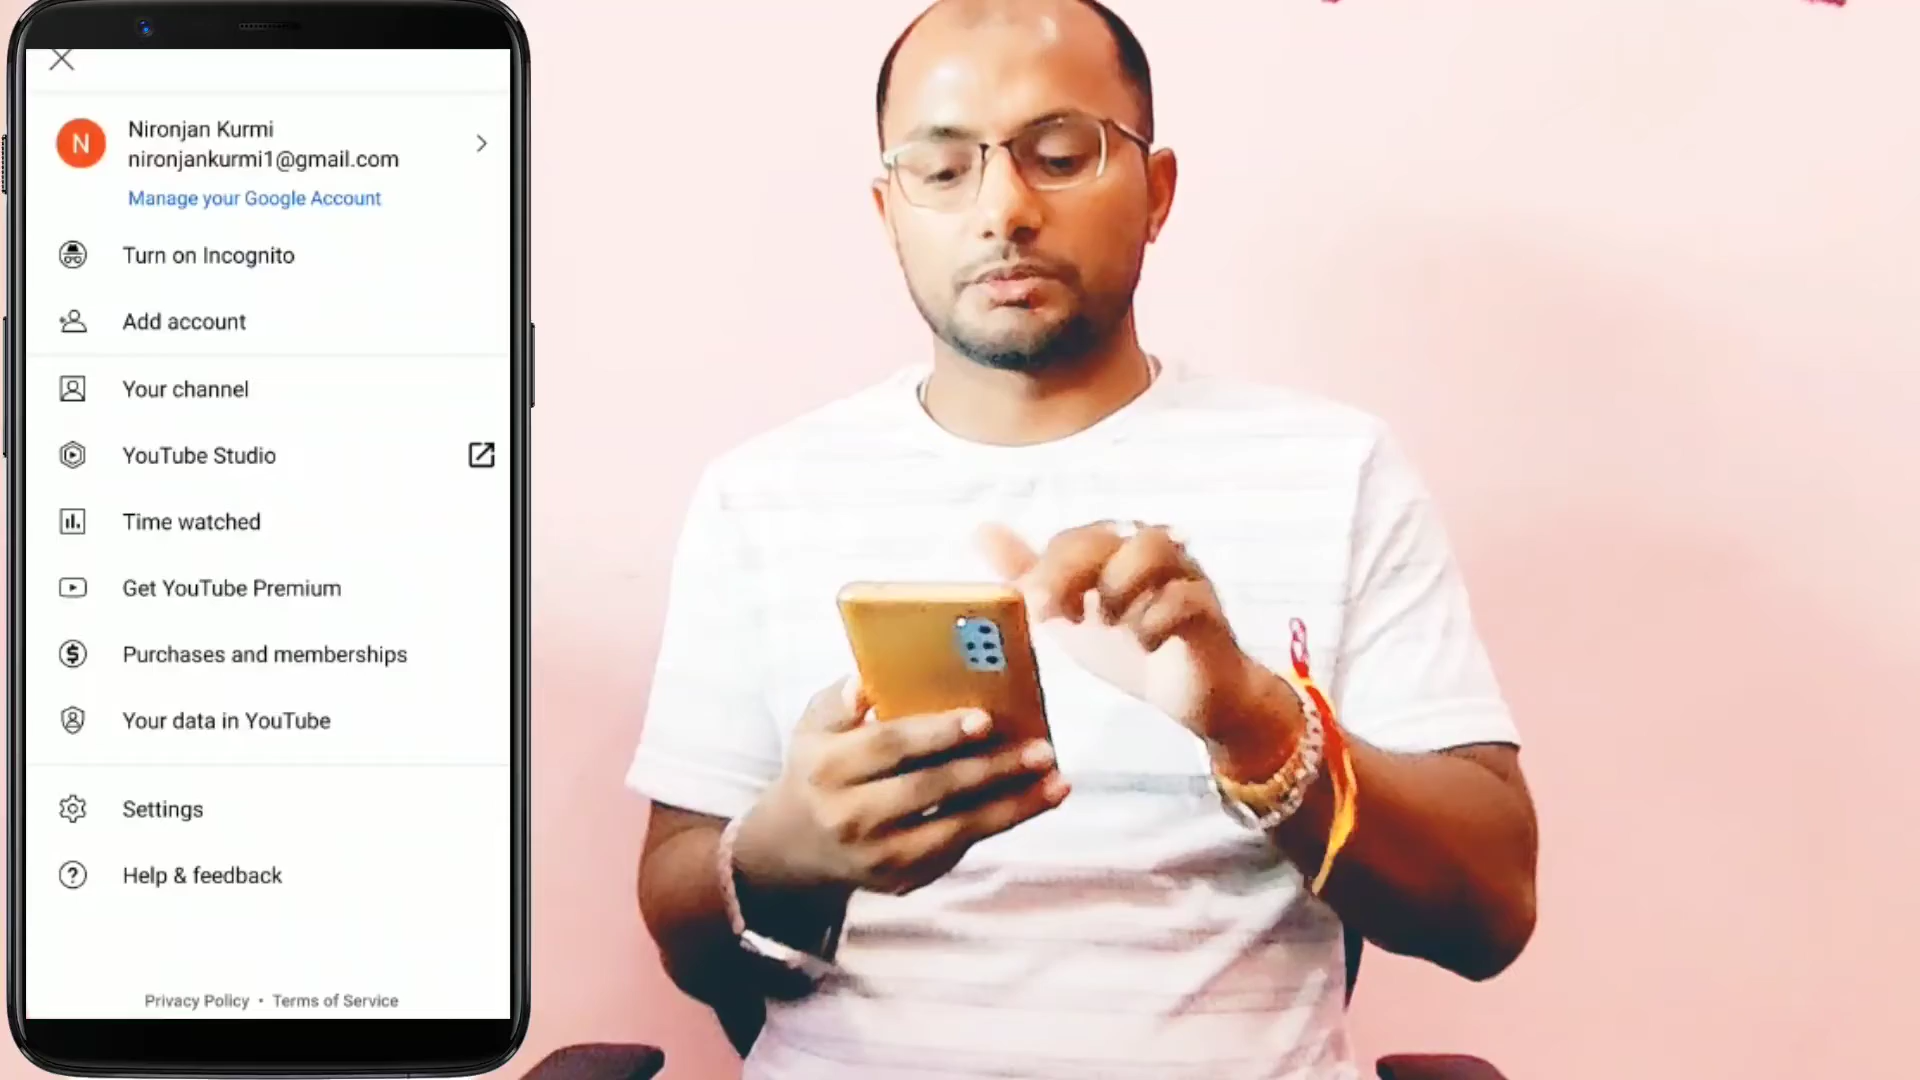 Nironjan Kurmi
nironjankurmi1@gmail.com
Manage your Google Account
Turn on Incognito
Add account
Your channel
YouTube Studio
Time watched
Get YouTube Premium
Purchases and memberships
Your data in YouTube
Settings
Help & feedback
Privacy Policy • Terms of Service